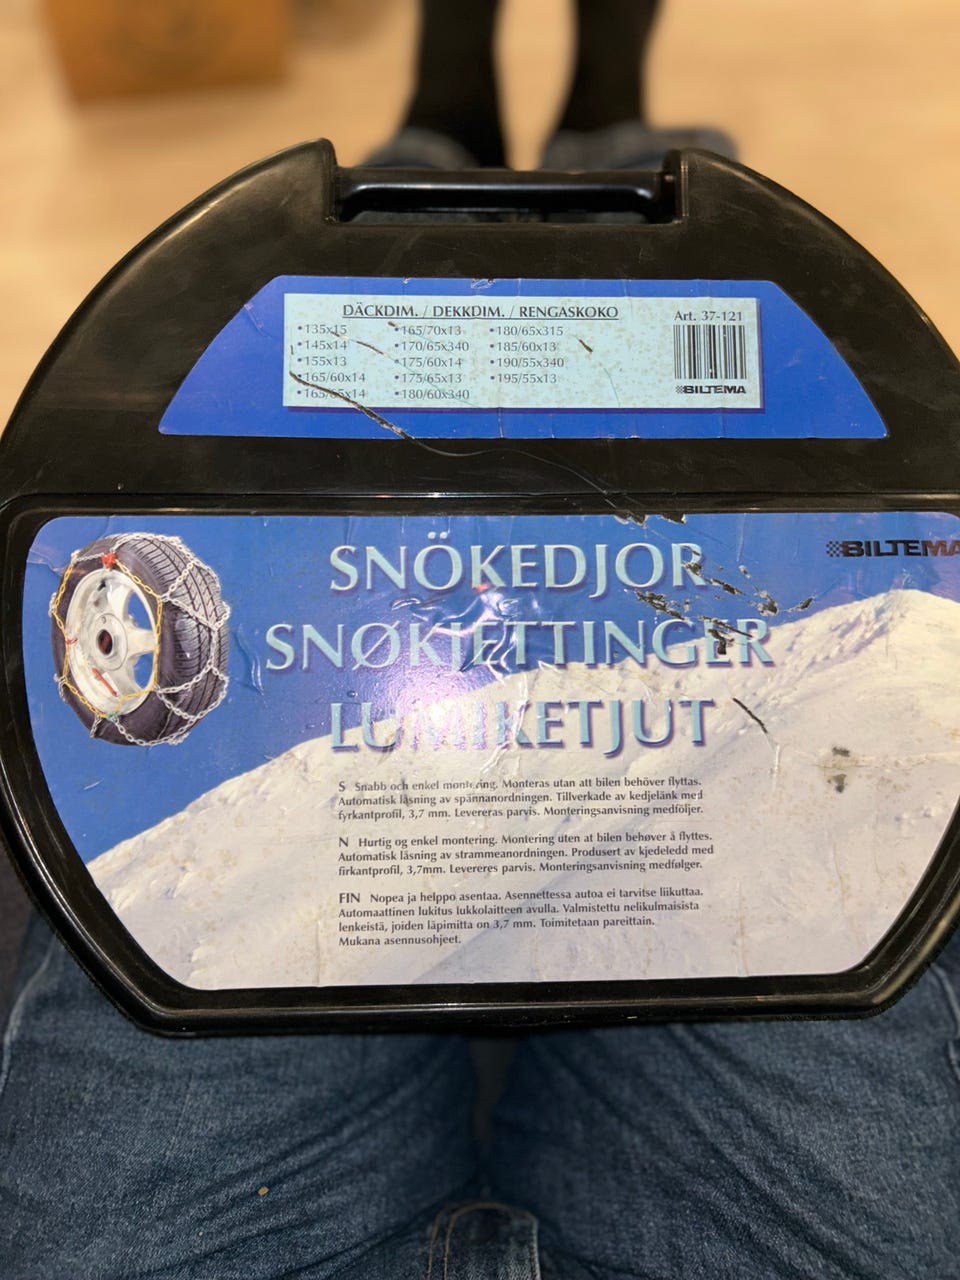 DÄCKDIM. / DEKKDIM. / RENGASKOKO
Art. 37-121
•135x15
•145x14
•155x13
•165/60x14
•165/65x14
•165/70x13
•170/65x340
•175/60x14
•175/65x13
•180/60x340
•180/65x315
•185/60x13
•190/55x340
•195/55x13
BILTEMA
BILTEMA
SNÖKEDJOR
SNØKJETTINGER
LUMIKETJUT
S Snabb och enkel montering. Monteras utan att bilen behöver flyttas.
Automatisk låsning av spännanordningen. Tillverkade av kedjelänk med
fyrkantprofil, 3,7 mm. Levereras parvis. Monteringsanvisning medföljer.
N Hurtig og enkel montering. Montering uten at bilen behøver å flyttes.
Automatisk låsning av strammeanordningen. Produsert av kjedeledd med
firkantprofil, 3,7mm. Levereres parvis. Monteringsanvisning medfølger.
FIN Nopea ja helppo asentaa. Asennettessa autoa ei tarvitse liikuttaa.
Automaattinen lukitus lukkolaitteen avulla. Valmistettu nelikulmaisista
lenkeistä, joiden läpimitta on 3,7 mm. Toimitetaan pareittain.
Mukana asennusohjeet.